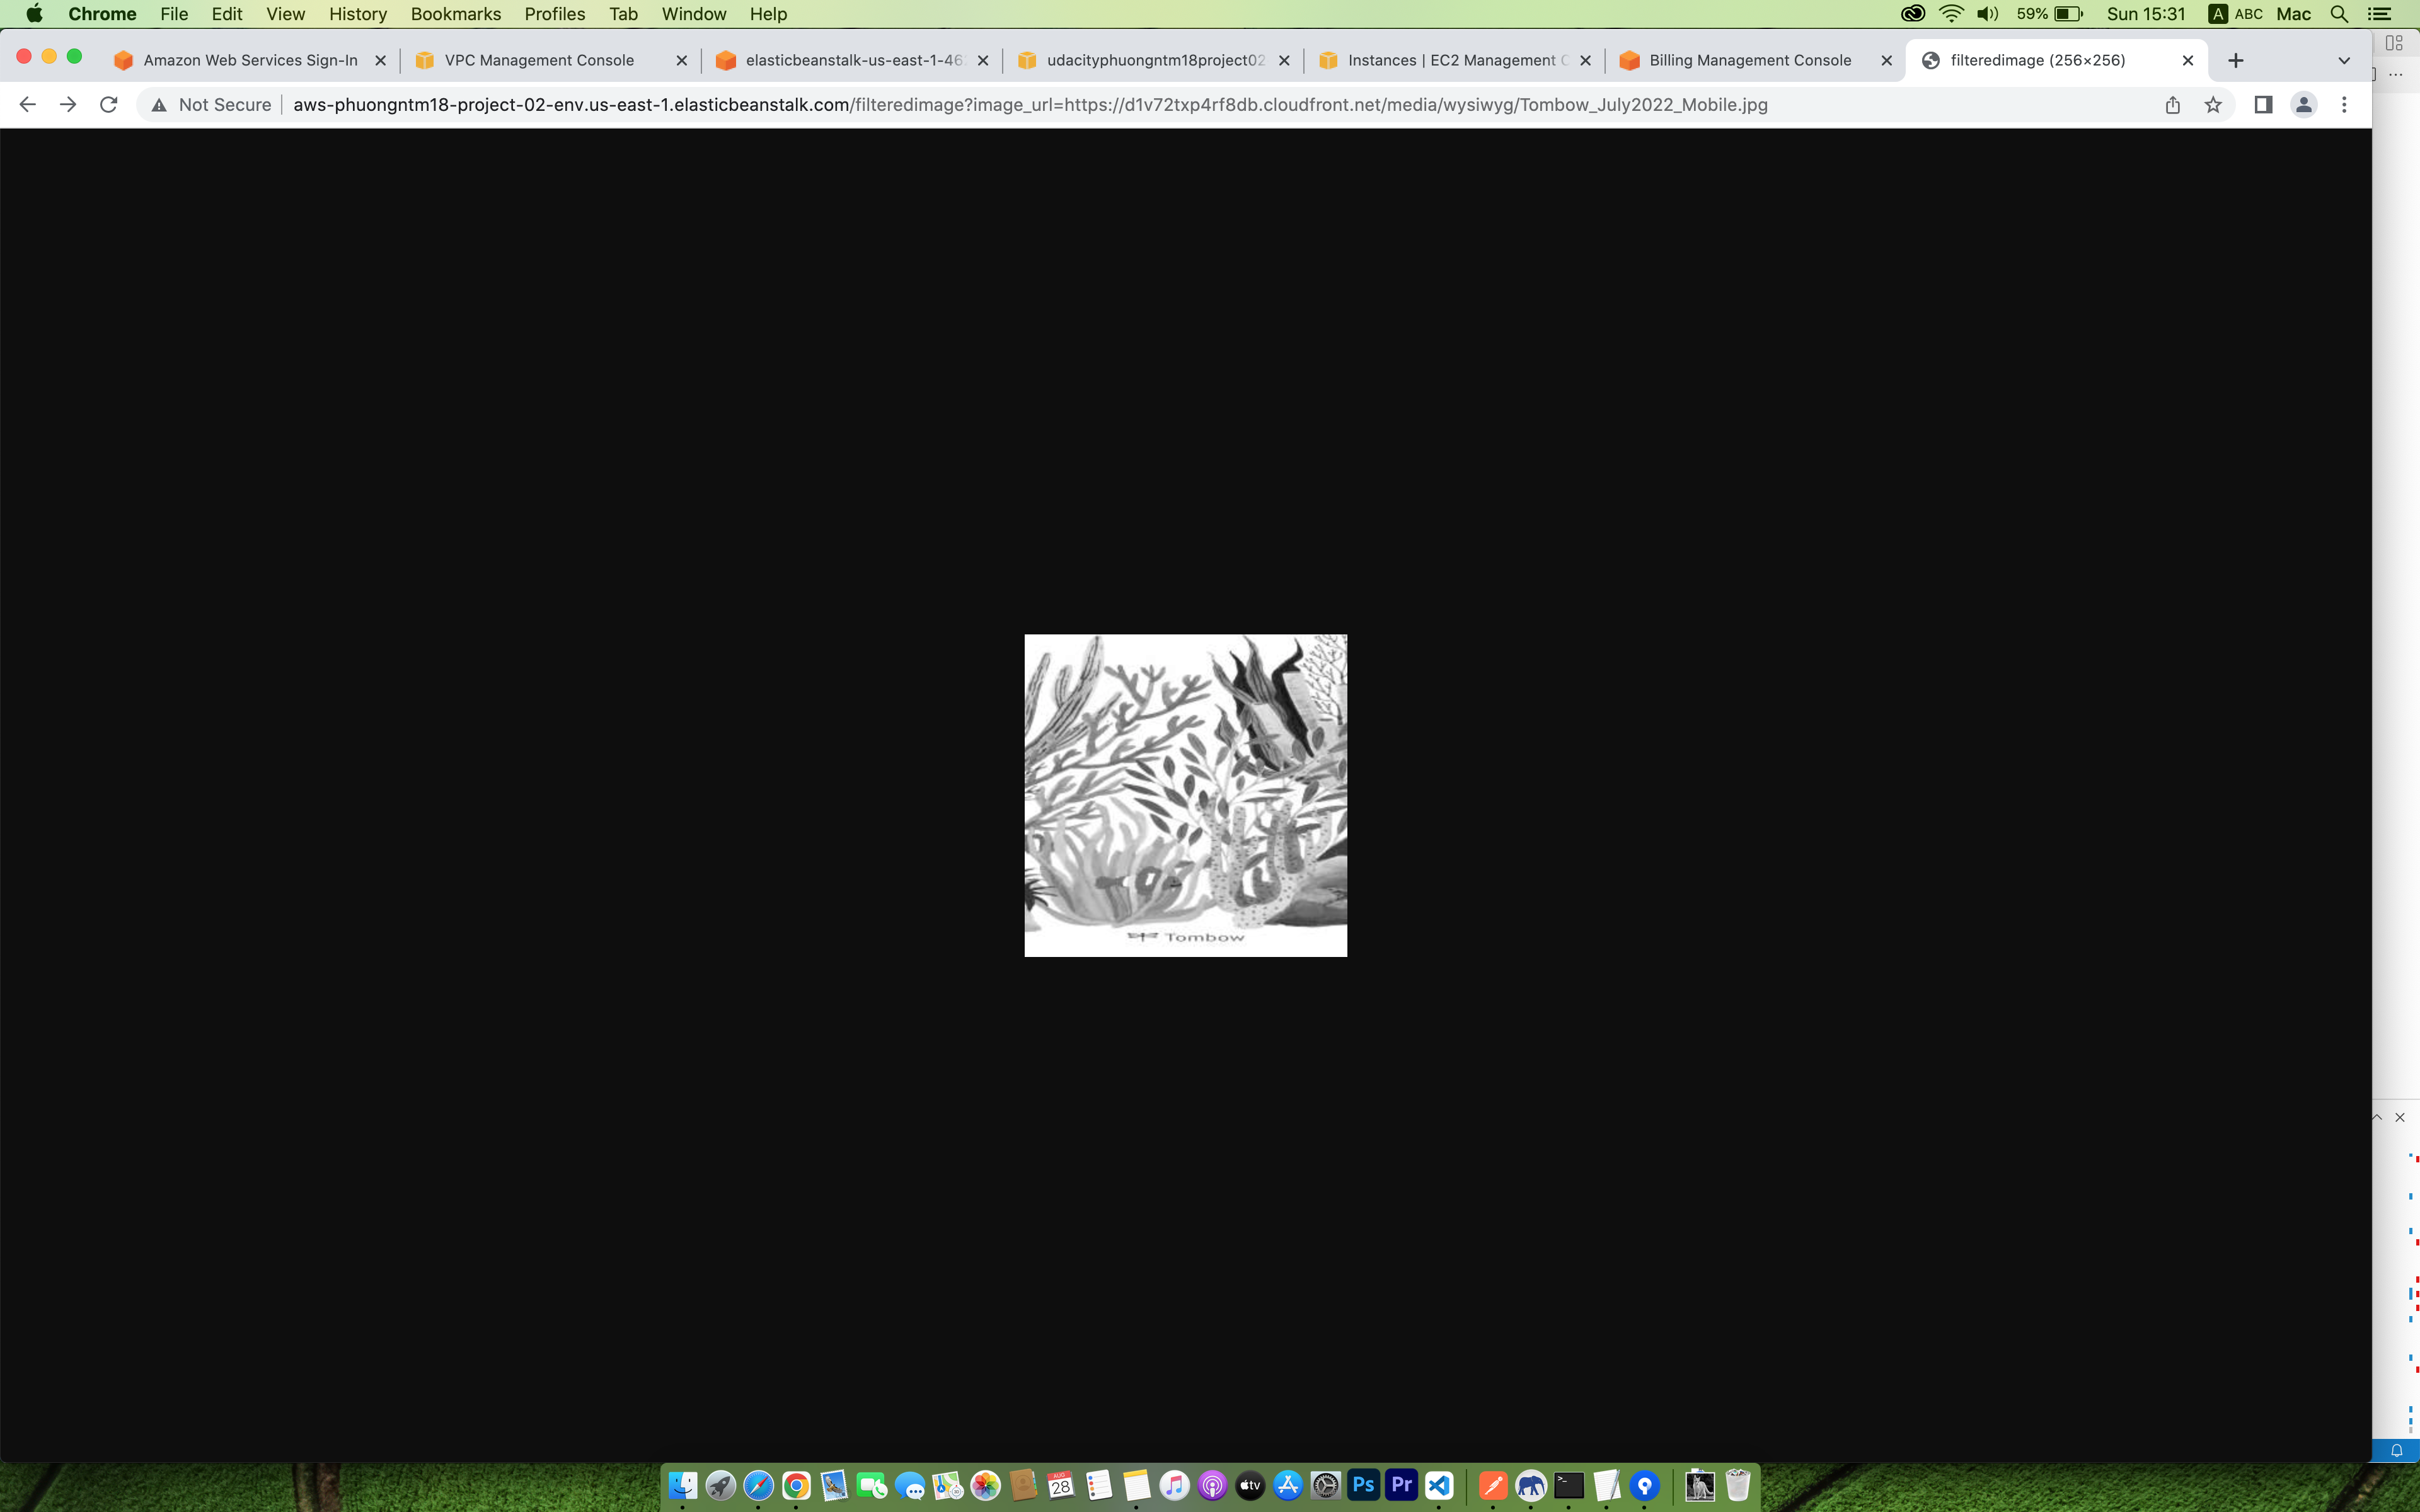 Chrome File Edit View History Bookmarks Profiles Tab Window Help 59% Sun 15:31 A ABC Mac
Amazon Web Services Sign-In VPC Management Console elasticbeanstalk-us-east-1-46 udacityphuongntm18project02 Instances | EC2 Management C Billing Management Console filteredimage (256×256)
Not Secure aws-phuongntm18-project-02-env.us-east-1.elasticbeanstalk.com/filteredimage?image_url=https://d1v72txp4rf8db.cloudfront.net/media/wysiwyg/Tombow_July2022_Mobile.jpg
Tombow
AUG
28
tv
Ps
Pr